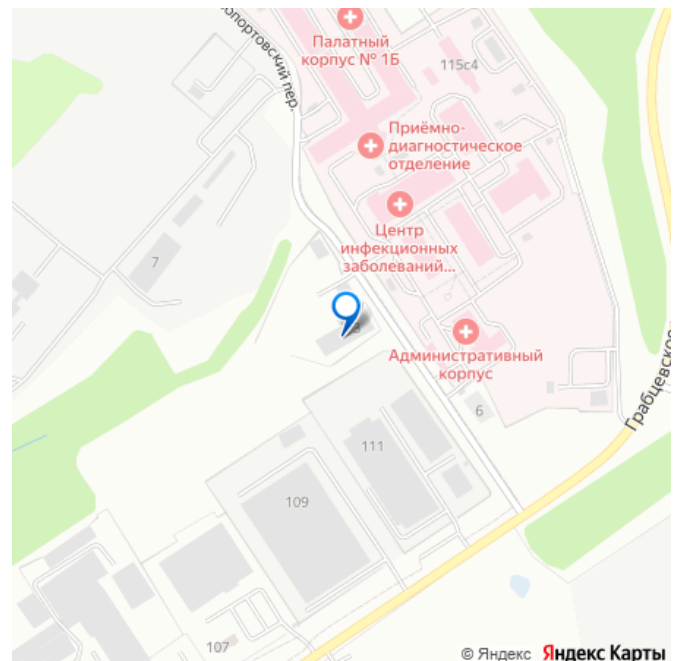 Палатный
корпус № 1Б
115с4
Приёмно-
диагностическое
отделение
Центр
инфекционных
заболеваний...
7
Административный
корпус
6
111
109
107
© Яндекс Яндекс Карты